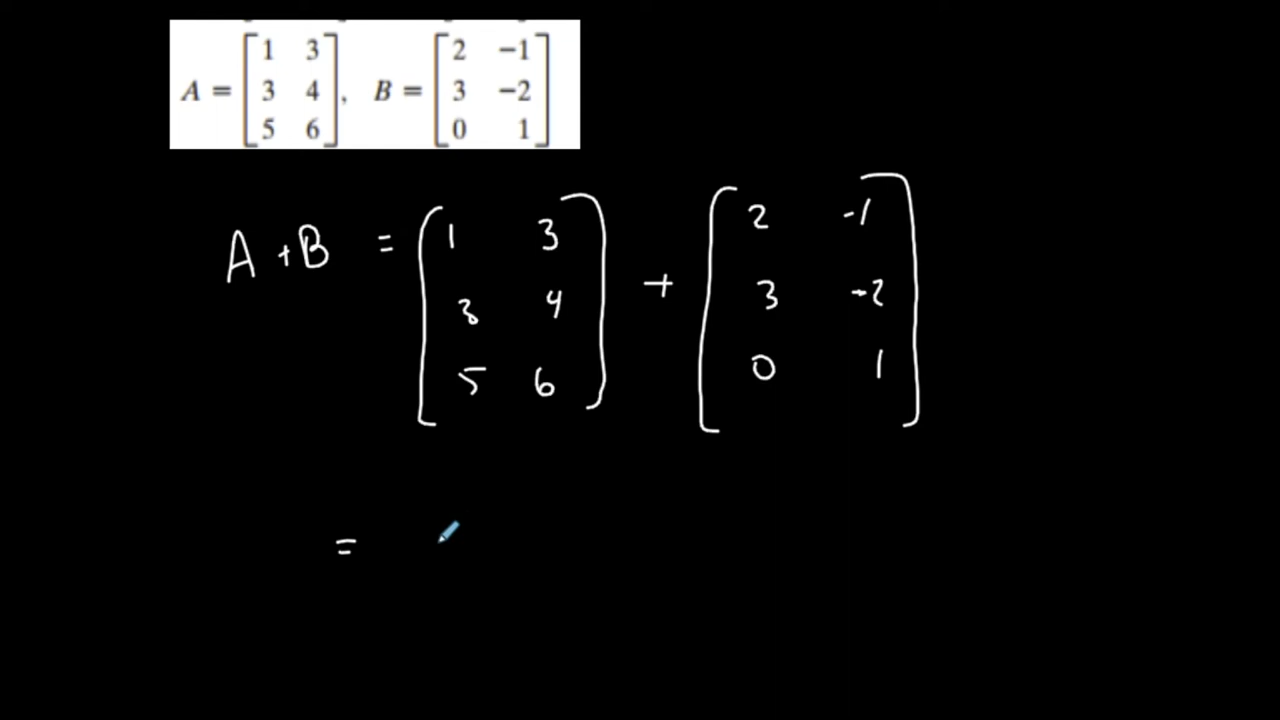 A = [1 3
3 4
5 6], B = [2 −1
3 −2
0 1]
A + B = [1 3
3 4
5 6] + [2 -1
3 -2
0 1]
=